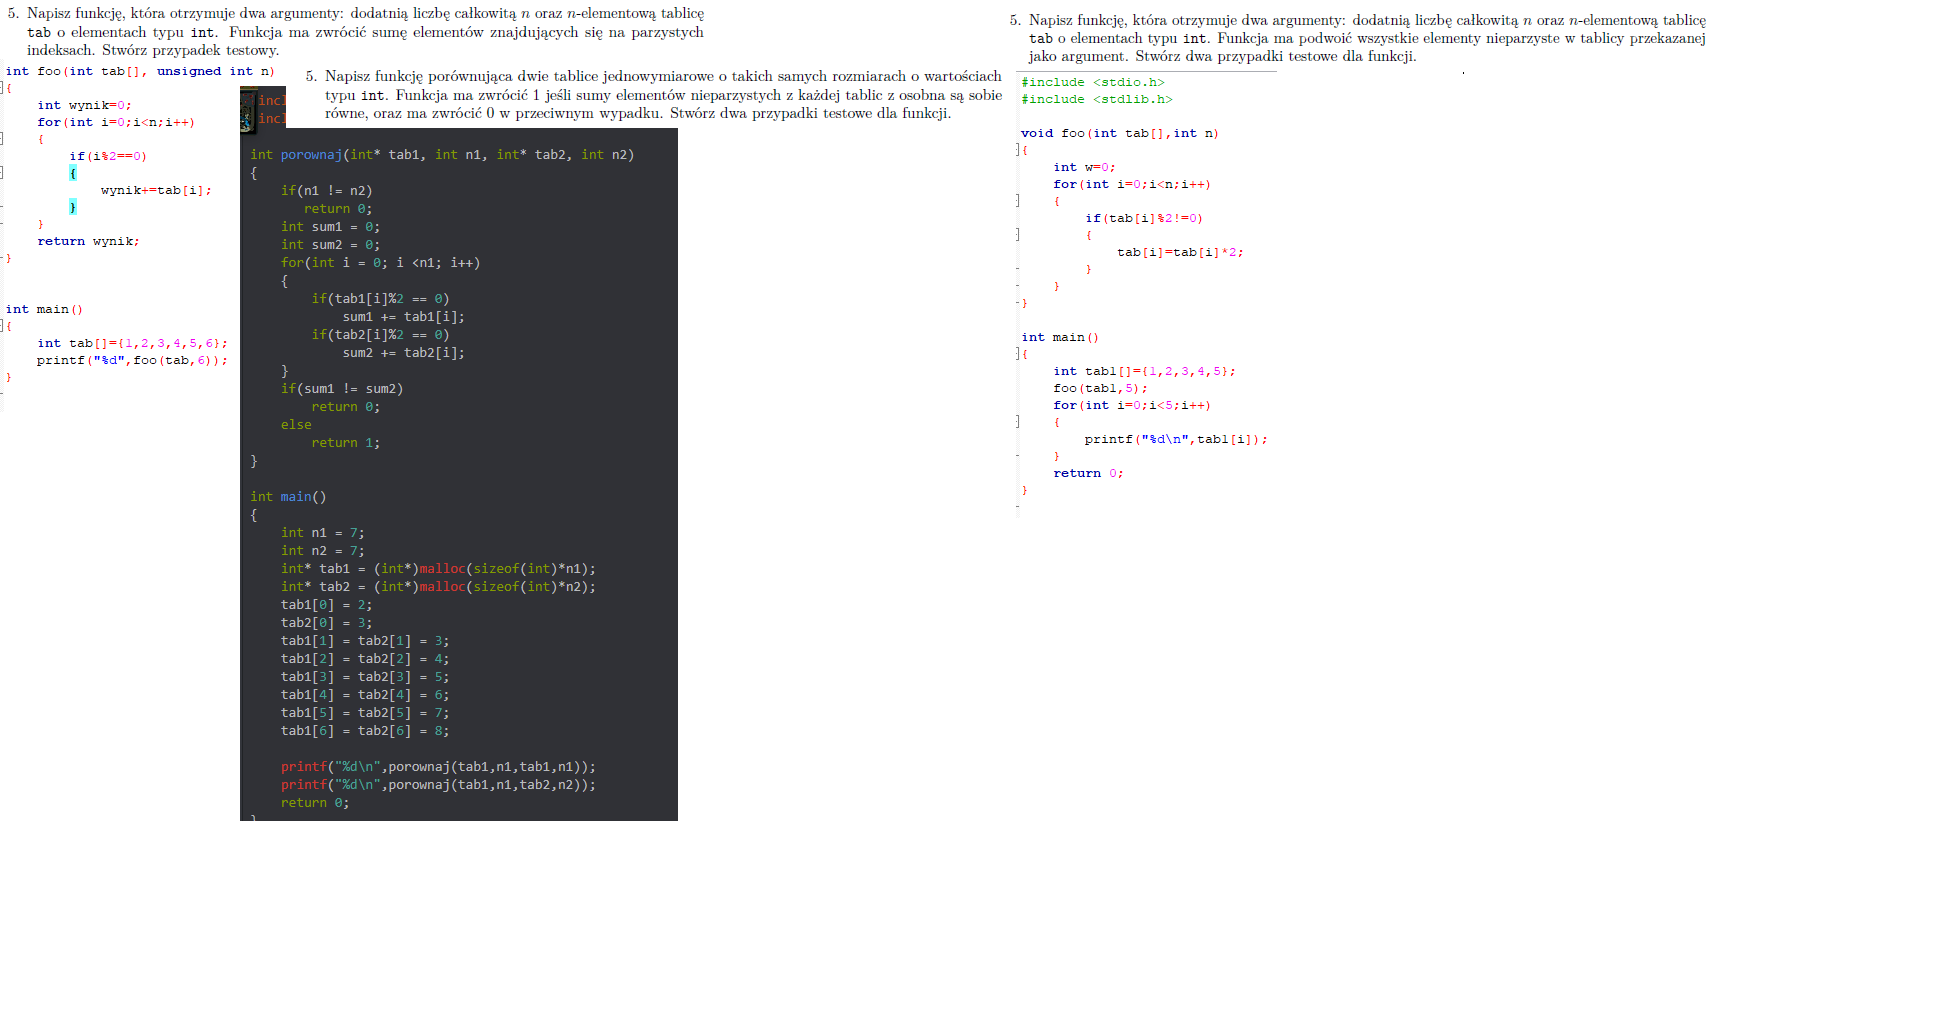 5. Napisz funkcję, która otrzymuje dwa argumenty: dodatnią liczbę całkowitą n oraz n-elementową tablicę
tab o elementach typu int. Funkcja ma zwrócić sumę elementów znajdujących się na parzystych
indeksach. Stwórz przypadek testowy.
int foo(int tab[], unsigned int n)
{
    int wynik=0;
    for(int i=0;i<n;i++)
    {
        if(i%2==0)
        {
            wynik+=tab[i];
        }
    }
    return wynik;
}
int main()
{
    int tab[]={1,2,3,4,5,6};
    printf("%d",foo(tab,6));
}
5. Napisz funkcję porównująca dwie tablice jednowymiarowe o takich samych rozmiarach o wartościach
typu int. Funkcja ma zwrócić 1 jeśli sumy elementów nieparzystych z każdej tablic z osobna są sobie
równe, oraz ma zwrócić 0 w przeciwnym wypadku. Stwórz dwa przypadki testowe dla funkcji.
incl
incl
int porownaj(int* tab1, int n1, int* tab2, int n2)
{
    if(n1 != n2)
       return 0;
    int sum1 = 0;
    int sum2 = 0;
    for(int i = 0; i <n1; i++)
    {
        if(tab1[i]%2 == 0)
            sum1 += tab1[i];
        if(tab2[i]%2 == 0)
            sum2 += tab2[i];
    }
    if(sum1 != sum2)
        return 0;
    else
        return 1;
}
int main()
{
    int n1 = 7;
    int n2 = 7;
    int* tab1 = (int*)malloc(sizeof(int)*n1);
    int* tab2 = (int*)malloc(sizeof(int)*n2);
    tab1[0] = 2;
    tab2[0] = 3;
    tab1[1] = tab2[1] = 3;
    tab1[2] = tab2[2] = 4;
    tab1[3] = tab2[3] = 5;
    tab1[4] = tab2[4] = 6;
    tab1[5] = tab2[5] = 7;
    tab1[6] = tab2[6] = 8;
    printf("%d\n",porownaj(tab1,n1,tab1,n1));
    printf("%d\n",porownaj(tab1,n1,tab2,n2));
    return 0;
}
5. Napisz funkcję, która otrzymuje dwa argumenty: dodatnią liczbę całkowitą n oraz n-elementową tablicę
tab o elementach typu int. Funkcja ma podwoić wszystkie elementy nieparzyste w tablicy przekazanej
jako argument. Stwórz dwa przypadki testowe dla funkcji.
#include <stdio.h>
#include <stdlib.h>
void foo(int tab[],int n)
{
    int w=0;
    for(int i=0;i<n;i++)
    {
        if(tab[i]%2!=0)
        {
            tab[i]=tab[i]*2;
        }
    }
}
int main()
{
    int tab1[]={1,2,3,4,5};
    foo(tab1,5);
    for(int i=0;i<5;i++)
    {
        printf("%d\n",tab1[i]);
    }
    return 0;
}